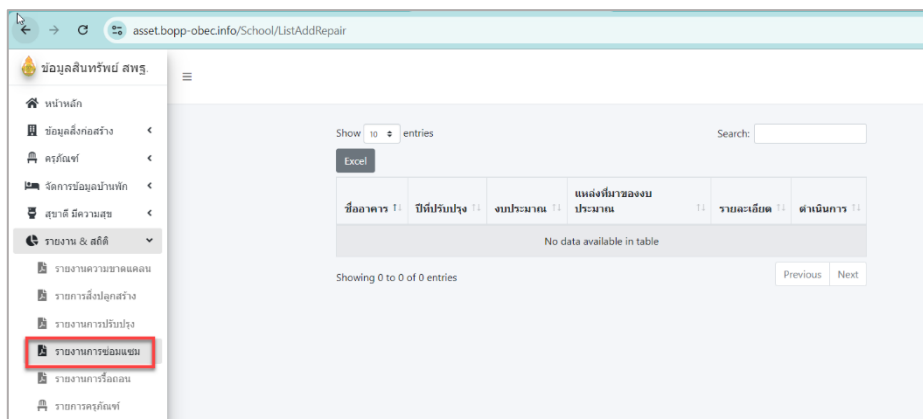 asset.bopp-obec.info/School/ListAddRepair
ข้อมูลสินทรัพย์ สพฐ.
หน้าหลัก
ข้อมูลสิ่งก่อสร้าง
ครุภัณฑ์
จัดการข้อมูลบ้านพัก
สุขาดี มีความสุข
รายงาน & สถิติ
รายงานความขาดแคลน
รายการสิ่งปลูกสร้าง
รายงานการปรับปรุง
รายงานการซ่อมแซม
รายงานการรื้อถอน
รายการครุภัณฑ์
Show 10 entries
Search:
Excel
ชื่ออาคาร ปีที่ปรับปรุง งบประมาณ แหล่งที่มาของงบ
ประมาณ รายละเอียด ดำเนินการ
No data available in table
Showing 0 to 0 of 0 entries
Previous Next